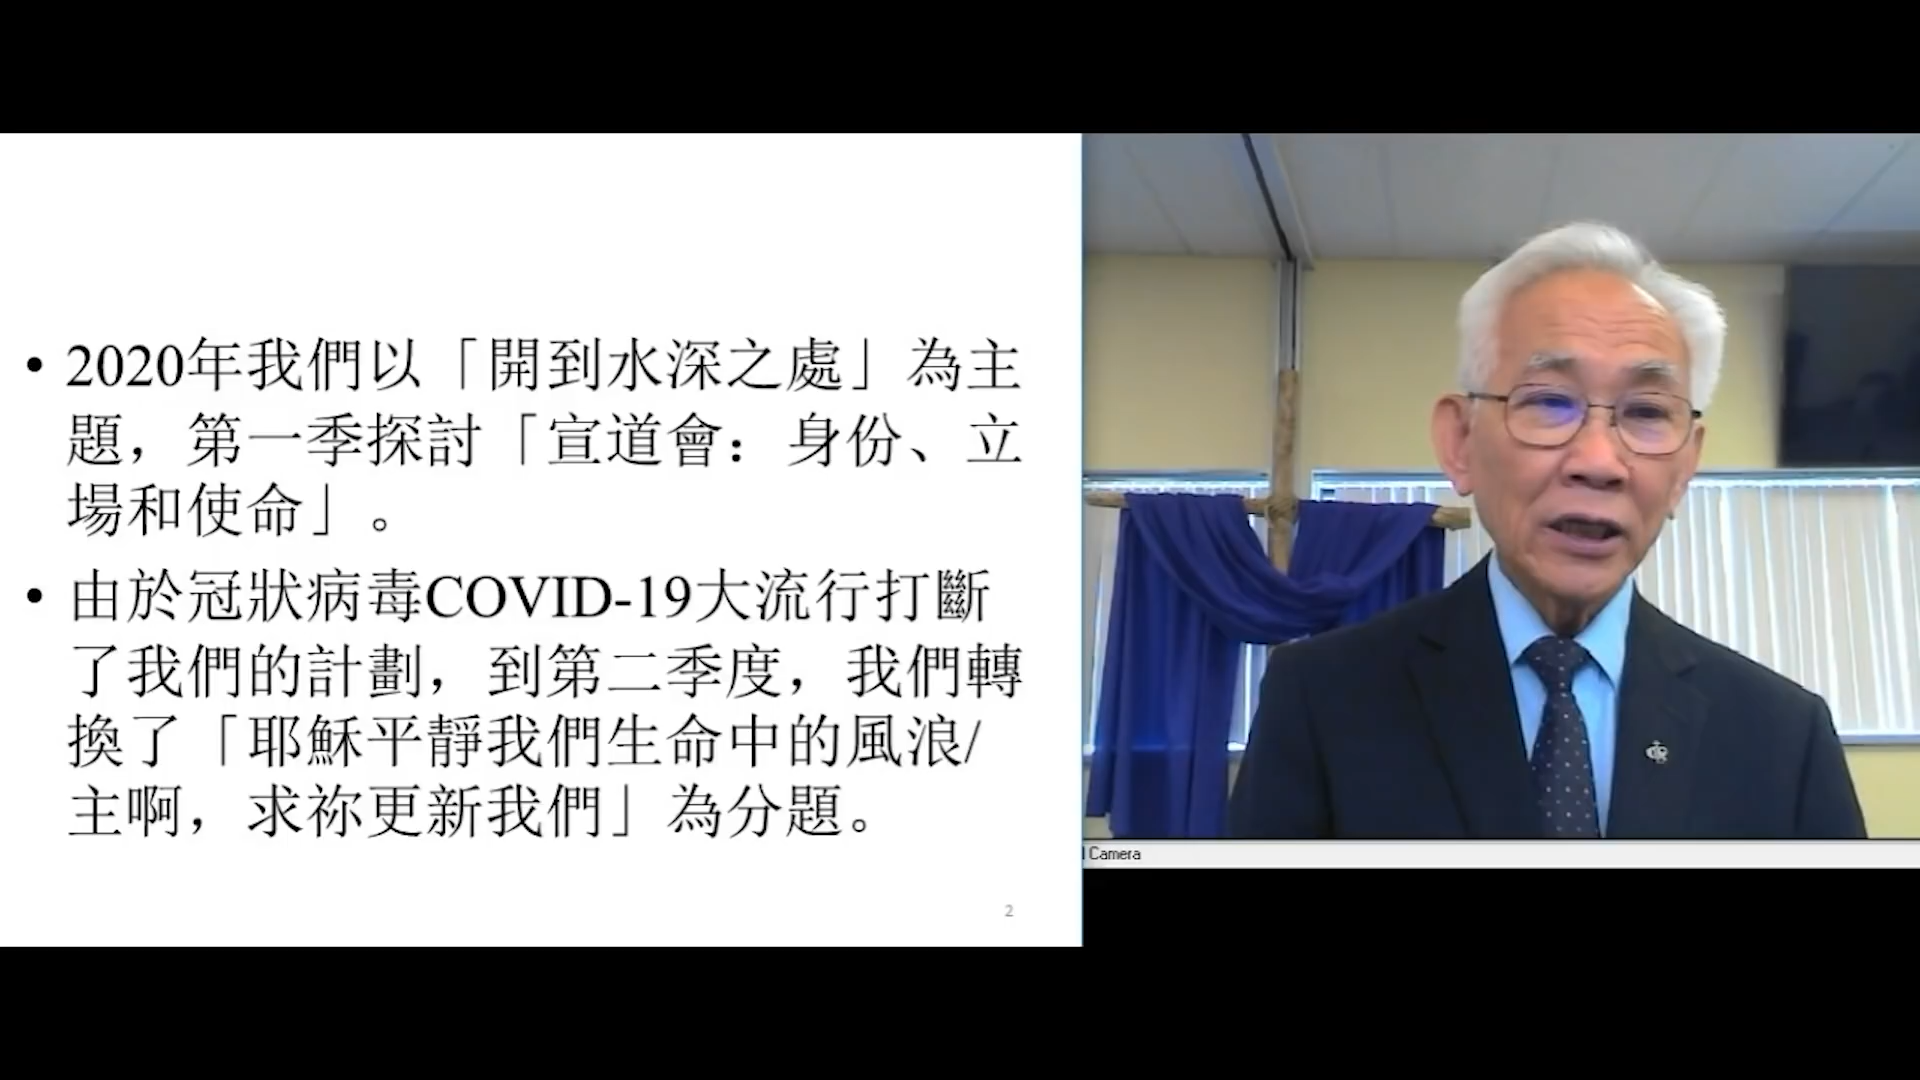 • 2020年我們以「開到水深之處」為主
題，第一季探討「宣道會：身份、立
場和使命」。
• 由於冠狀病毒COVID-19大流行打斷
了我們的計劃，到第二季度，我們轉
換了「耶穌平靜我們生命中的風浪/
主啊，求祢更新我們」為分題。
2
Camera